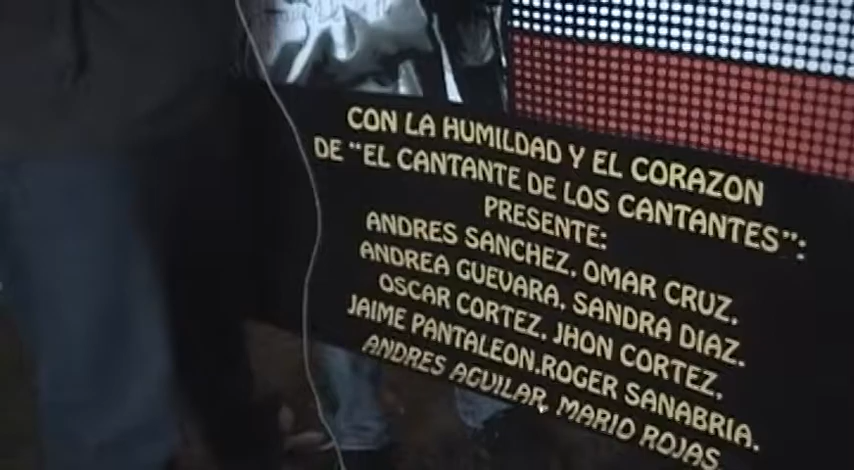 CON LA HUMILDAD Y EL CORAZON
DE "EL CANTANTE DE LOS CANTANTES":
PRESENTE:
ANDRES SANCHEZ, OMAR CRUZ,
ANDREA GUEVARA, SANDRA DIAZ,
OSCAR CORTEZ, JHON CORTEZ,
JAIME PANTALEON.ROGER SANABRIA.
ANDRES AGUILAR, MARIO ROJAS